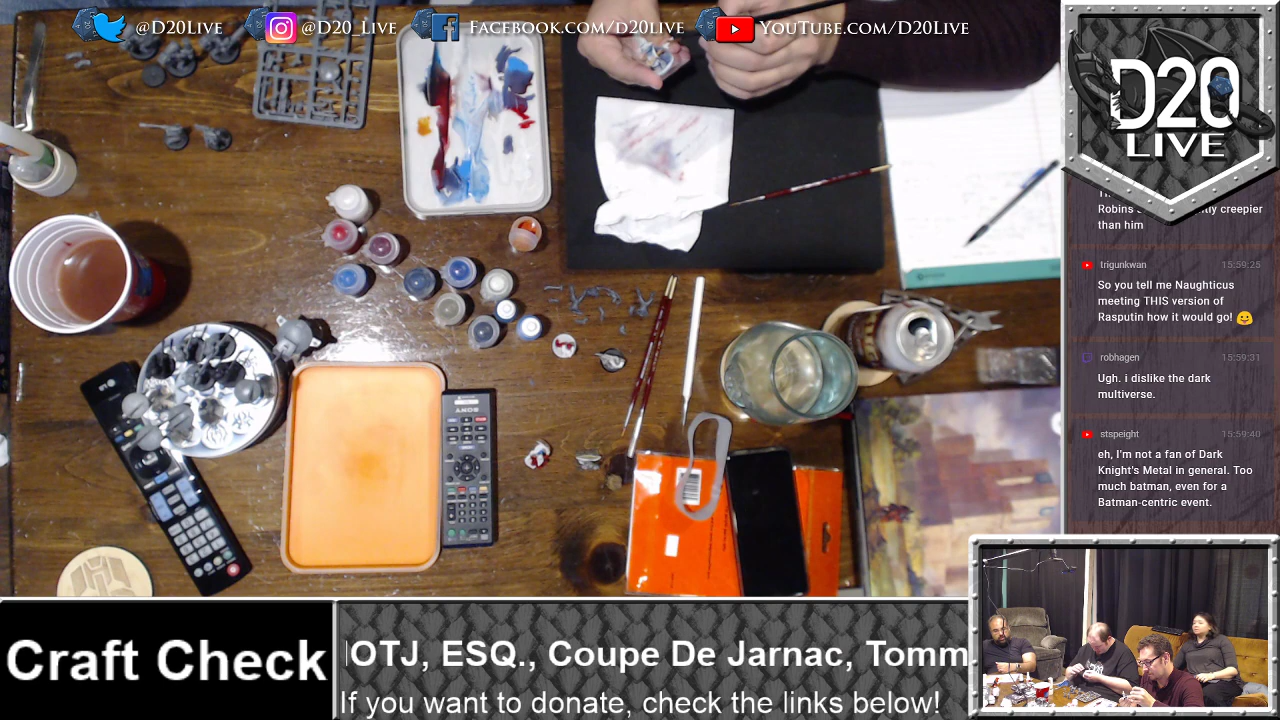 @D20Live @D20_Live Facebook.com/D20Live YouTube.com/D20Live
D20
LIVE
Robins
creepier
than him
trigunkwan 15:59:25
So you tell me Naughticus
meeting THIS version of
Rasputin how it would go!
robhagen 15:59:31
Ugh. i dislike the dark
multiverse.
stspeight 15:59:40
eh, I'm not a fan of Dark
Knight's Metal in general. Too
much batman, even for a
Batman-centric event.
SONY
Craft Check
OTJ, ESQ., Coupe De Jarnac, Tomm
If you want to donate, check the links below!